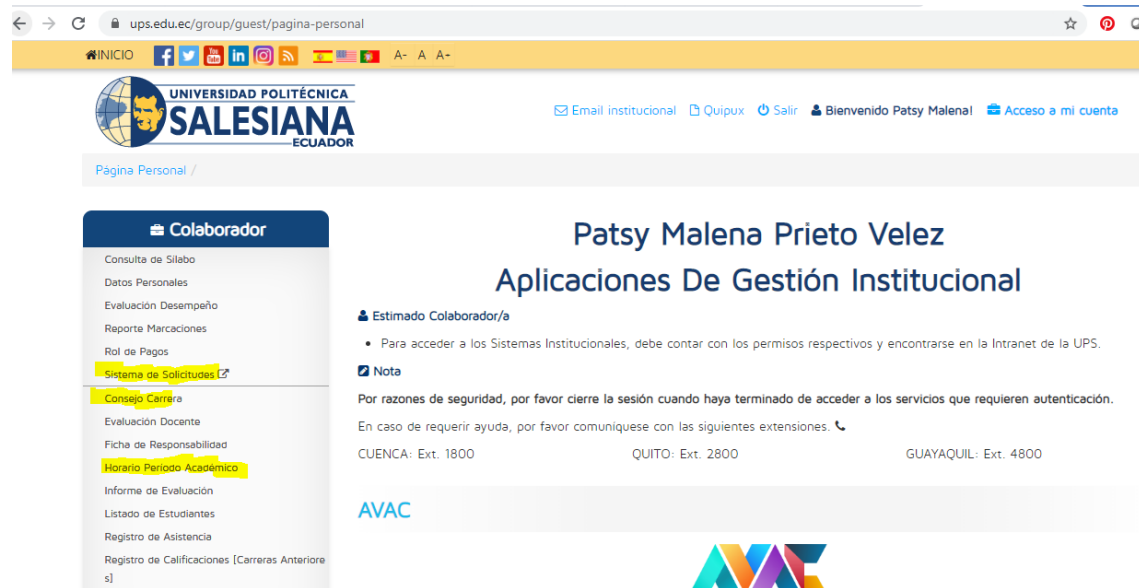 ups.edu.ec/group/guest/pagina-personal
INICIO
You Tube
in
A- A A+
UNIVERSIDAD POLITÉCNICA
SALESIANA
ECUADOR
Email institucional Quipux Salir Bienvenido Patsy Malena! Acceso a mi cuenta
Página Personal /
Colaborador
Consulta de Sílabo
Datos Personales
Evaluación Desempeño
Reporte Marcaciones
Rol de Pagos
Sistema de Solicitudes
Consejo Carrera
Evaluación Docente
Ficha de Responsabilidad
Horario Periodo Académico
Informe de Evaluación
Listado de Estudiantes
Registro de Asistencia
Registro de Calificaciones [Carreras Anteriore
s]
Patsy Malena Prieto Velez
Aplicaciones De Gestión Institucional
Estimado Colaborador/a
• Para acceder a los Sistemas Institucionales, debe contar con los permisos respectivos y encontrarse en la Intranet de la UPS.
Nota
Por razones de seguridad, por favor cierre la sesión cuando haya terminado de acceder a los servicios que requieren autenticación.
En caso de requerir ayuda, por favor comuníquese con las siguientes extensiones.
CUENCA: Ext. 1800 QUITO: Ext. 2800 GUAYAQUIL: Ext. 4800
AVAC